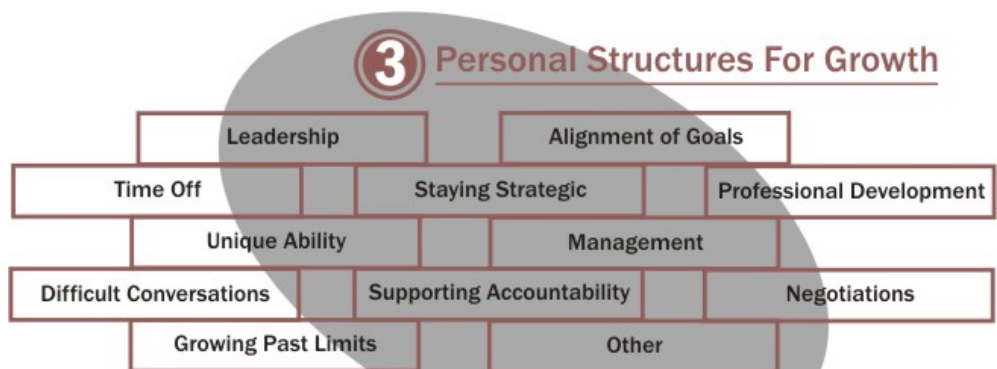 3 Personal Structures For Growth
Leadership Alignment of Goals
Time Off Staying Strategic Professional Development
Unique Ability Management
Difficult Conversations Supporting Accountability Negotiations
Growing Past Limits Other